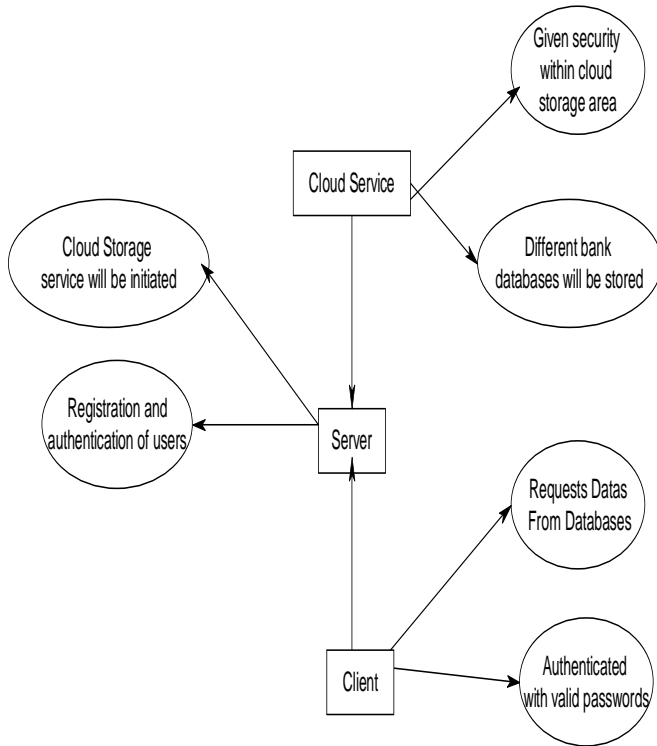 Given security
within cloud
storage area
Cloud Service
Cloud Storage
service will be initiated
Different bank
databases will be stored
Registration and
authentication of users
Server
Requests Datas
From Databases
Client
Authenticated
with valid passwords